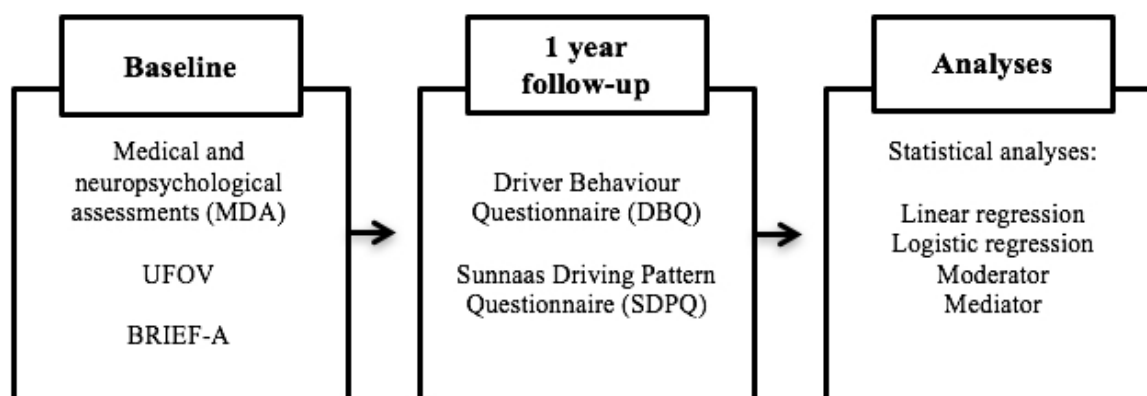 Baseline
Medical and
neuropsychological
assessments (MDA)
UFOV
BRIEF-A
1 year
follow-up
Driver Behaviour
Questionnaire (DBQ)
Sunnaas Driving Pattern
Questionnaire (SDPQ)
Analyses
Statistical analyses:
Linear regression
Logistic regression
Moderator
Mediator